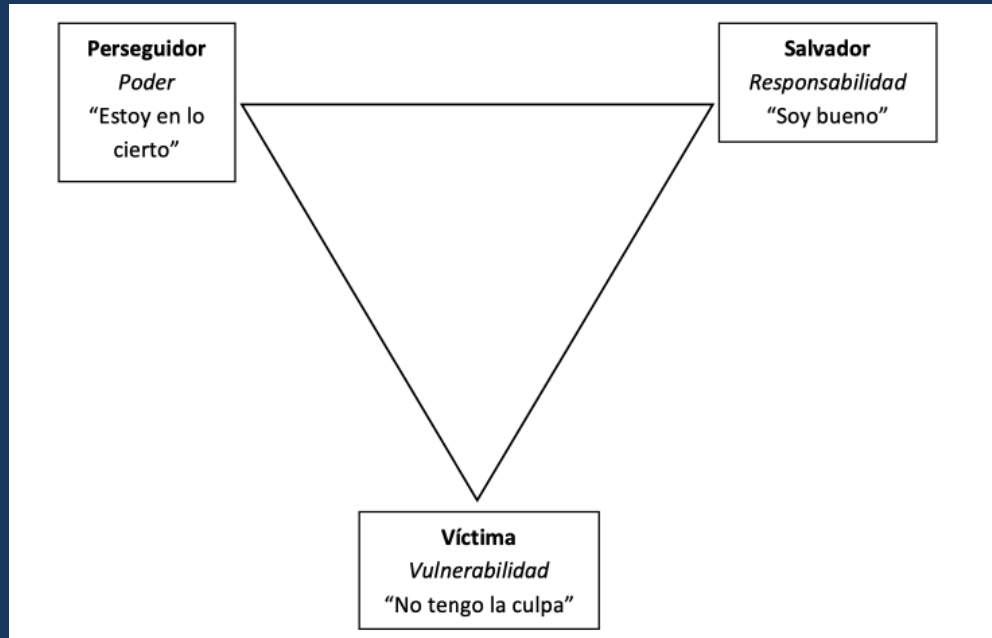 Perseguidor
Poder
“Estoy en lo
cierto”
Salvador
Responsabilidad
“Soy bueno”
Víctima
Vulnerabilidad
“No tengo la culpa”